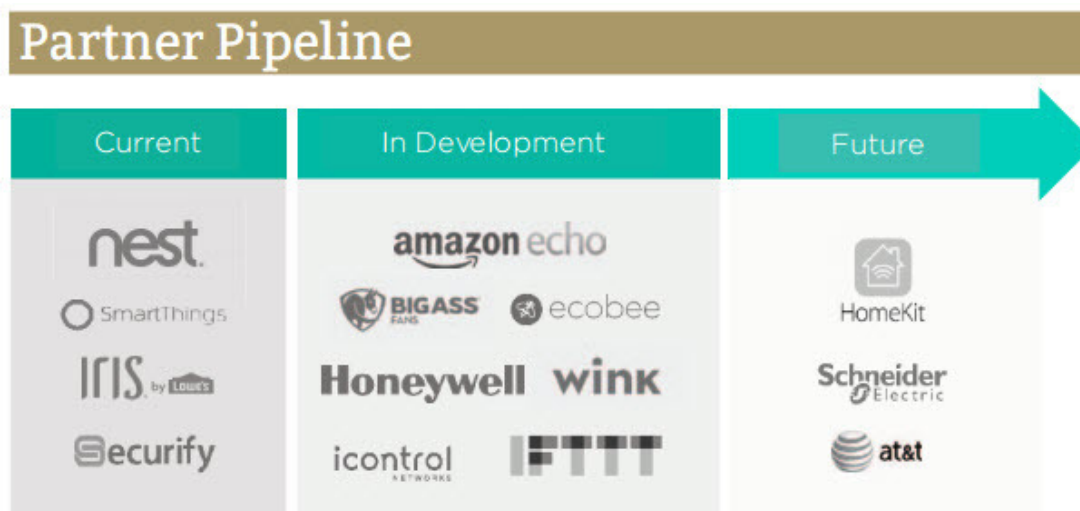 Partner Pipeline
Current
In Development
Future
nest.
SmartThings
IRIS. by LOWE'S
Securify
amazon echo
BIGASS
FANS
ecobee
Honeywell
wink
icontrol
NETWORKS
IFTTT
HomeKit
Schneider
Electric
at&t